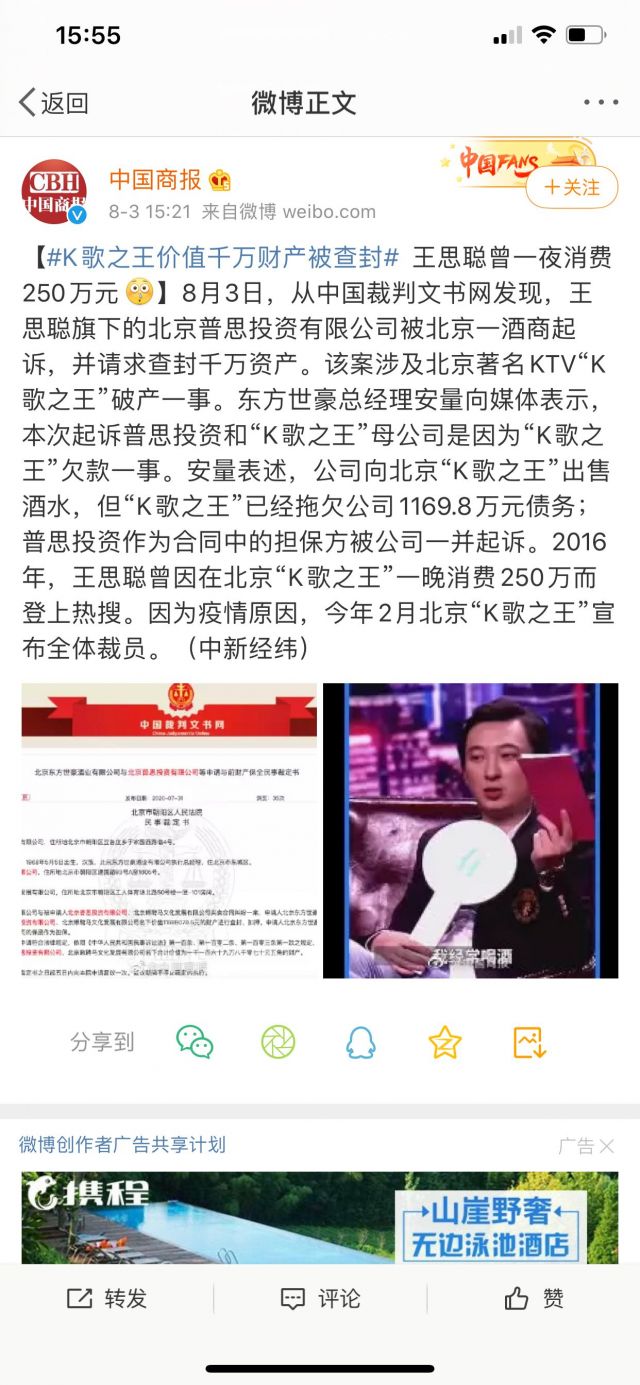 15:55
返回
微博正文
CBH
中国商报
中国商报
中国FANS
+关注
8-3 15:21 来自微博 weibo.com
【#K歌之王价值千万财产被查封# 王思聪曾一夜消费
250万元】8月3日，从中国裁判文书网发现，王
思聪旗下的北京普思投资有限公司被北京一酒商起
诉，并请求查封千万资产。该案涉及北京著名KTV“K
歌之王”破产一事。东方世豪总经理安量向媒体表示，
本次起诉普思投资和“K歌之王”母公司是因为“K歌之
王”欠款一事。安量表述，公司向北京“K歌之王”出售
酒水，但“K歌之王”已经拖欠公司1169.8万元债务；
普思投资作为合同中的担保方被公司一并起诉。2016
年，王思聪曾因在北京“K歌之王”一晚消费250万而
登上热搜。因为疫情原因，今年2月北京“K歌之王”宣
布全体裁员。（中新经纬）
中国裁判文书网
China Judgements Online
北京东方世豪酒业有限公司与北京普思投资有限公司等申请与前财产保全民事裁定书
发布日期：2020-07-31
浏览：35次
北京市朝阳区人民法院
民事裁定书
我经常喝酒
分享到
微博创作者广告共享计划
广告
携程
山崖野奢
无边泳池酒店
转发
评论
赞